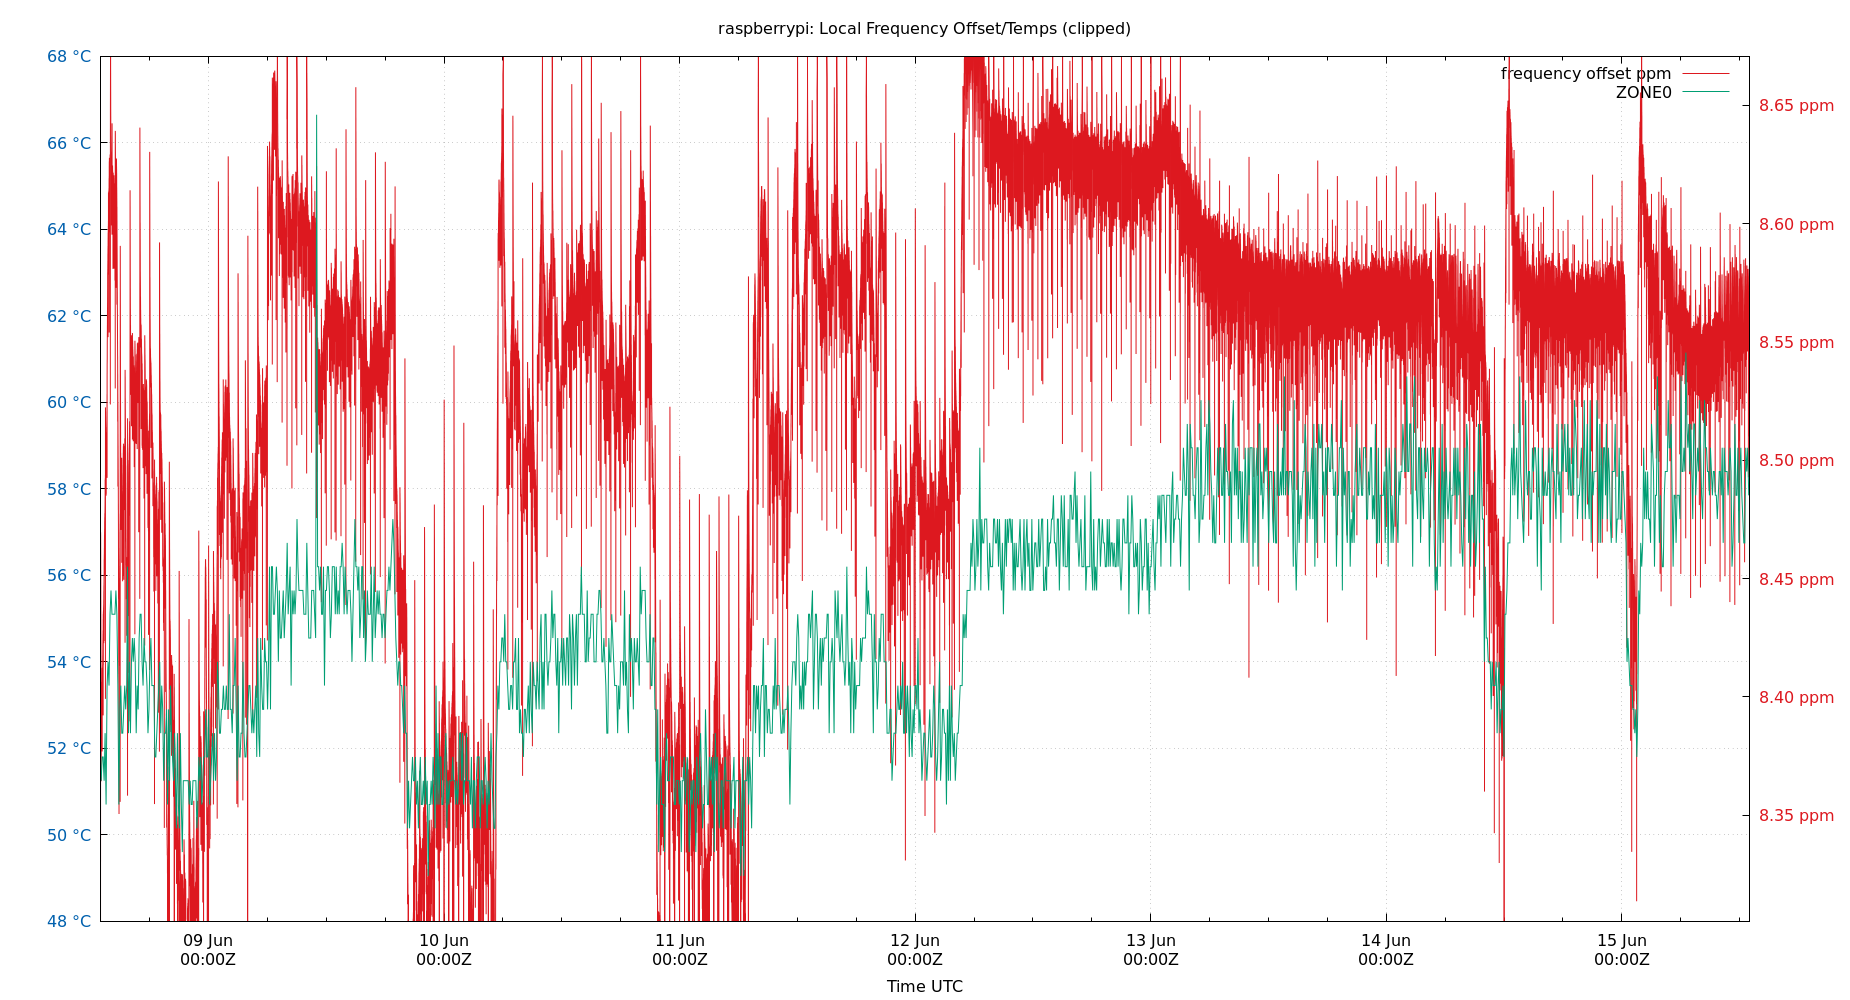 raspberrypi: Local Frequency Offset/Temps (clipped)
68 °C
66 °C
64 °C
62 °C
60 °C
58 °C
56 °C
54 °C
52 °C
50 °C
48 °C
frequency offset ppm
ZONE0
8.65 ppm
8.60 ppm
8.55 ppm
8.50 ppm
8.45 ppm
8.40 ppm
8.35 ppm
09 Jun 10 Jun 11 Jun 12 Jun 13 Jun 14 Jun 15 Jun
00:00Z 00:00Z 00:00Z 00:00Z 00:00Z 00:00Z 00:00Z
Time UTC